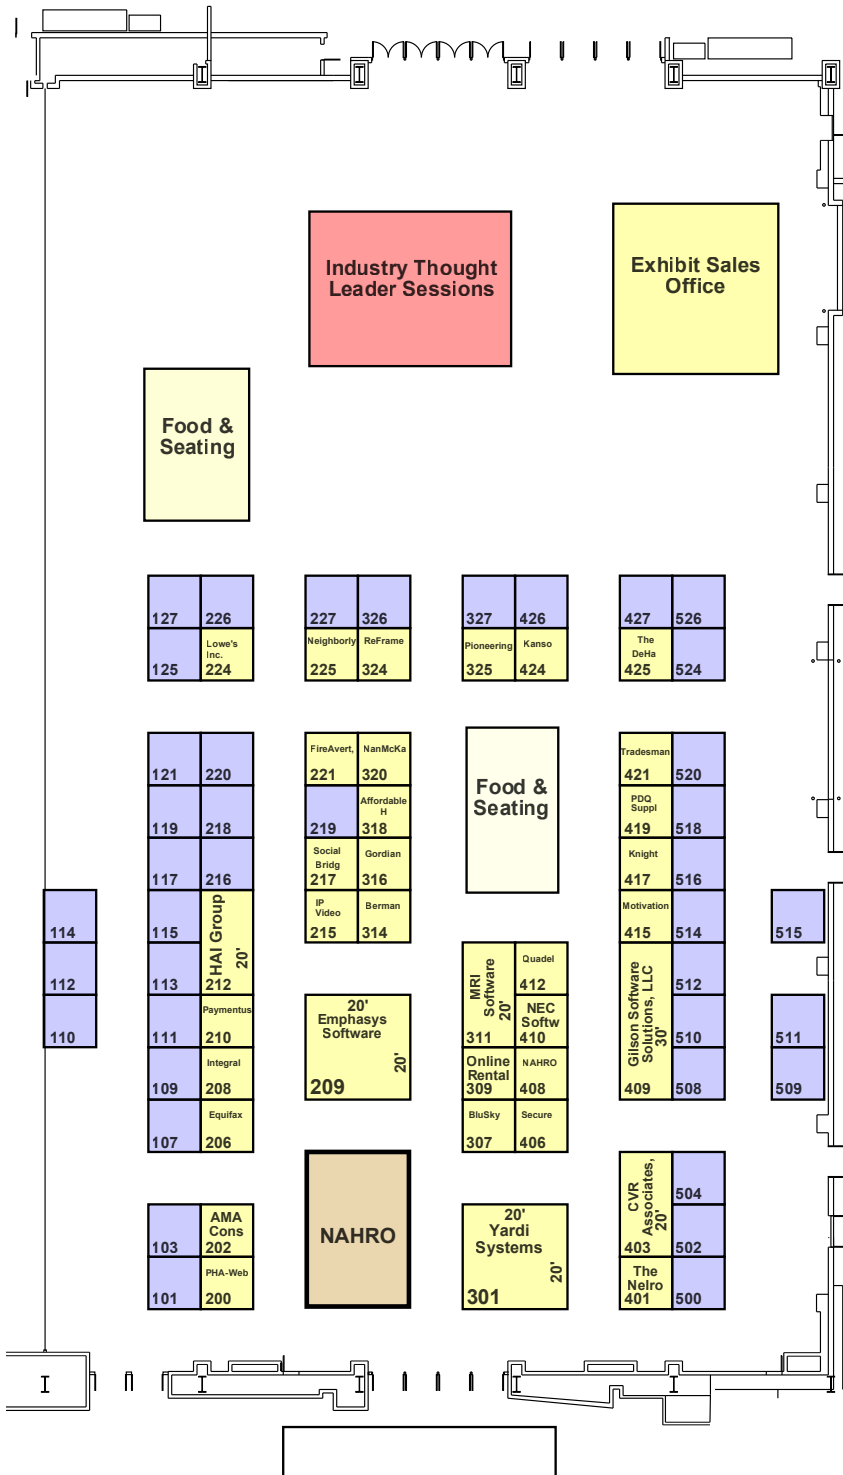 Industry Thought
Leader Sessions
Exhibit Sales
Office
Food &
Seating
127
226
227
326
327
426
427
526
125
Lowe's
Inc.
224
Neighborly
225
ReFrame
324
Pioneering
325
Kanso
424
The
DeHa
425
524
121
220
FireAvert,
221
NanMcKa
320
Food &
Seating
Tradesman
421
520
119
218
219
Affordable
H
318
PDQ
Suppl
419
518
117
216
Social
Bridg
217
Gordian
316
Knight
417
516
114
115
HAI Group
20'
212
IP
Video
215
Berman
314
Motivation
415
514
515
112
113
MRI
Software
20'
311
Quadel
412
Gilson Software
Solutions, LLC
30'
409
512
110
111
Paymentus
210
20'
Emphasys
Software
20'
209
NEC
Softw
410
510
511
109
Integral
208
Online
Rental
309
NAHRO
408
508
509
107
Equifax
206
BluSky
307
Secure
406
NAHRO
CVR
Associates,
20'
403
504
103
AMA
Cons
202
20'
Yardi
Systems
20'
301
502
101
PHA-Web
200
The
Nelro
401
500